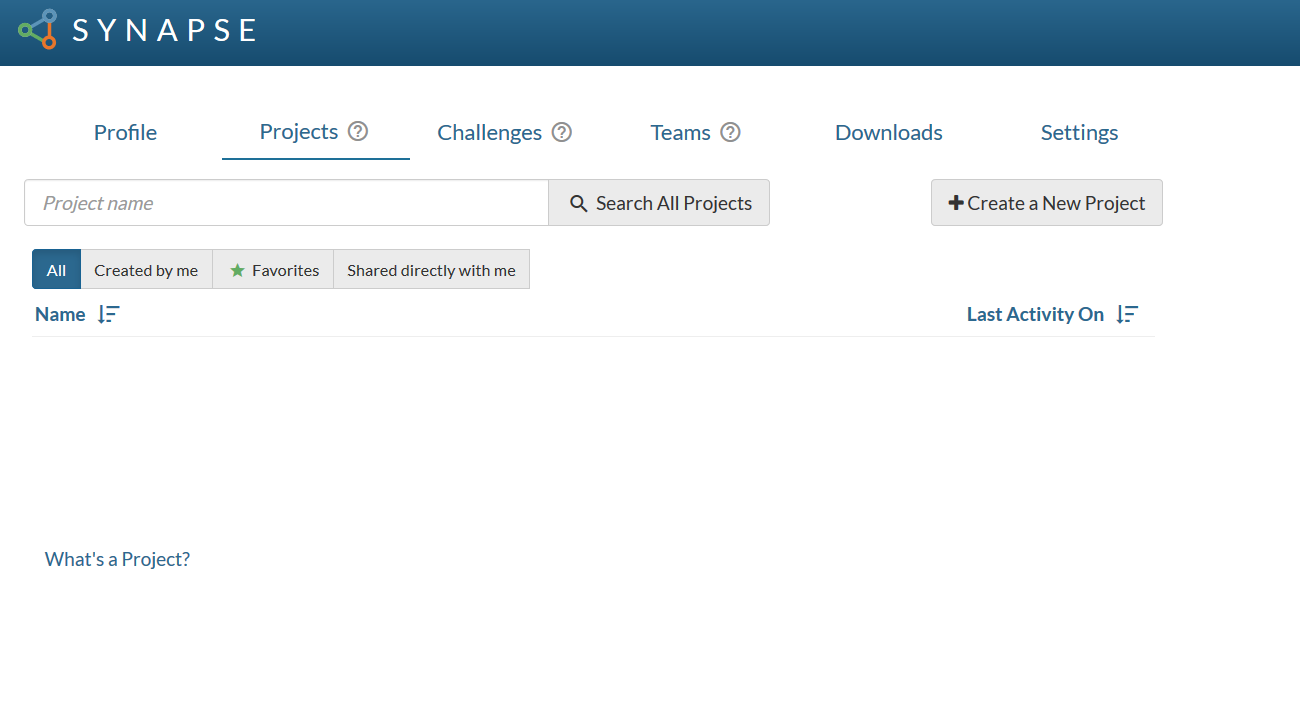 SYNAPSE
Profile Projects Challenges Teams Downloads Settings
Project name Search All Projects Create a New Project
All Created by me Favorites Shared directly with me
Name Last Activity On
What's a Project?